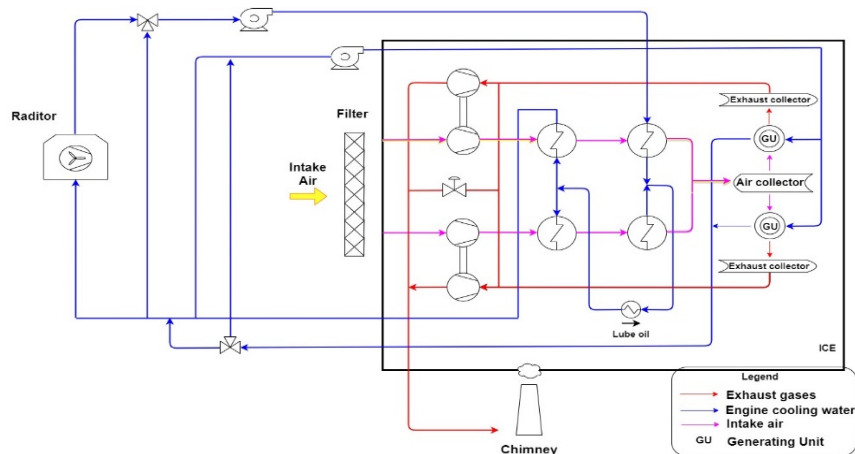 Raditor
Filter
Intake
Air
Exhaust collector
GU
Air collector
GU
Exhaust collector
Lube oil
ICE
Chimney
Legend
Exhaust gases
Engine cooling water
Intake air
GU Generating Unit